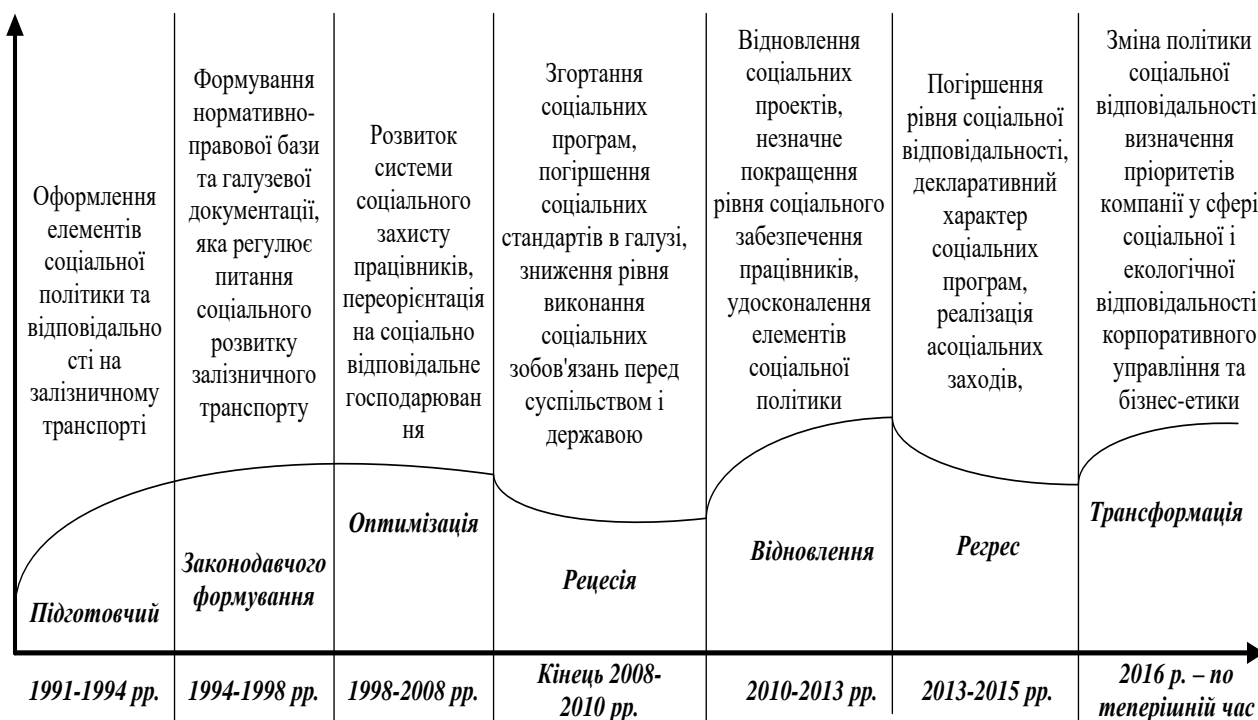 Оформлення
елементів
соціальної
політики та
відповідально
сті на
залізничному
транспорті
Формування
нормативно-
правової бази
та галузевої
документації,
яка регулює
питання
соціального
розвитку
залізничного
транспорту
Розвиток
системи
соціального
захисту
працівників,
переорієнтація
на соціально
відповідальне
господарюван
ня
Згортання
соціальних
програм,
погіршення
соціальних
стандартів в галузі,
зниження рівня
виконання
соціальних
зобов'язань перед
суспільством і
державою
Відновлення
соціальних
проектів,
незначне
покращення
рівня соціального
забезпечення
працівників,
удосконалення
елементів
соціальної
політики
Погіршення
рівня соціальної
відповідальності,
декларативний
характер
соціальних
програм,
реалізація
асоціальних
заходів,
Зміна політики
соціальної
відповідальності
визначення
пріоритетів
компанії у сфері
соціальної і
екологічної
відповідальності
корпоративного
управління та
бізнес-етики
Підготовчий
Законодавчого
формування
Оптимізація
Рецесія
Відновлення
Регрес
Трансформація
1991-1994 рр.
1994-1998 рр.
1998-2008 рр.
Кінець 2008-
2010 рр.
2010-2013 рр.
2013-2015 рр.
2016 р. – по
теперішній час